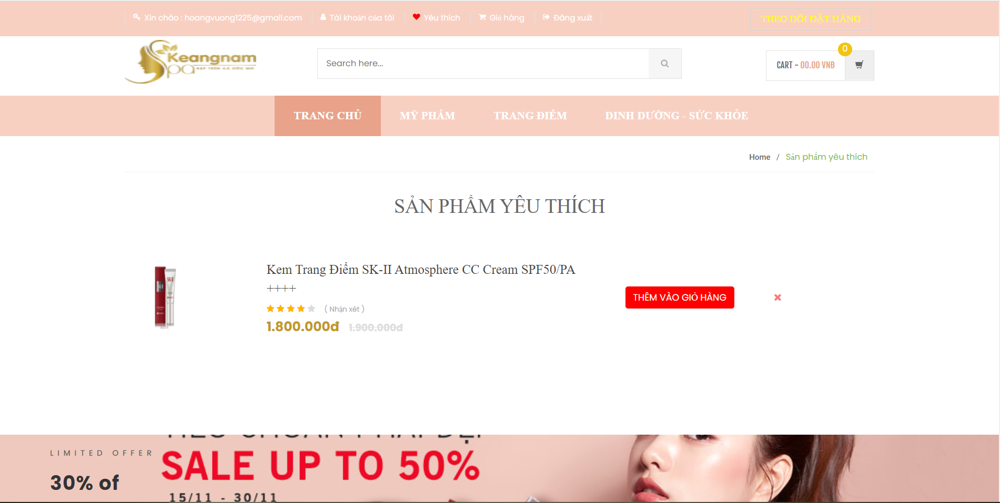 Xin chào : hoangvuong1225@gmail.com Tài khoản của tôi Yêu thích Giỏ hàng Đăng xuất
THEO DÕI ĐẶT HÀNG
Keangnam
Spa
ĐẸP TRÊN CẢ ƯỚC MƠ
Search here...
CART - 00.00 VNĐ
0
TRANG CHỦ MỸ PHẨM TRANG ĐIỂM DINH DƯỠNG - SỨC KHỎE
Home / Sản phẩm yêu thích
SẢN PHẨM YÊU THÍCH
SK-II
Kem Trang Điểm SK-II Atmosphere CC Cream SPF50/PA
++++
( Nhận xét )
1.800.000đ 1.900.000đ
THÊM VÀO GIỎ HÀNG
LIMITED OFFER
SALE UP TO 50%
30% of
15/11 - 30/11